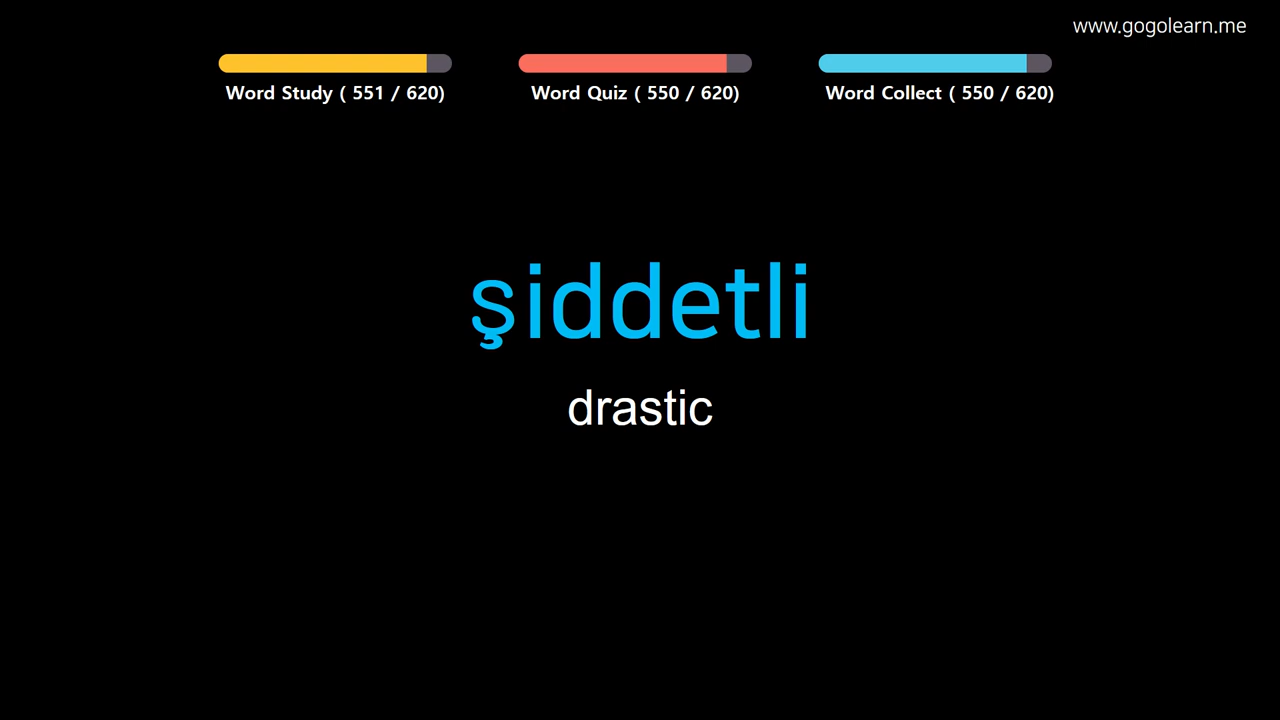 www.gogolearn.me
Word Study ( 551 / 620)
Word Quiz ( 550 / 620)
Word Collect ( 550 / 620)
şiddetli
drastic